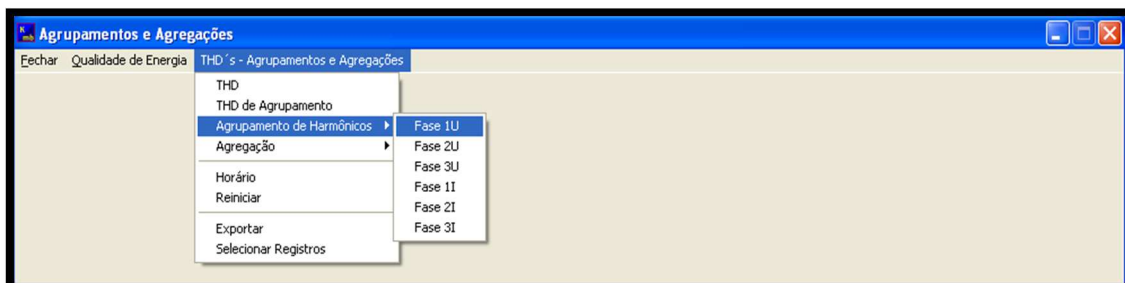 Agrupamentos e Agregações
Fechar Qualidade de Energia THD´s - Agrupamentos e Agregações
THD
THD de Agrupamento
Agrupamento de Harmônicos
Agregação
Horário
Reiniciar
Exportar
Selecionar Registros
Fase 1U
Fase 2U
Fase 3U
Fase 1I
Fase 2I
Fase 3I